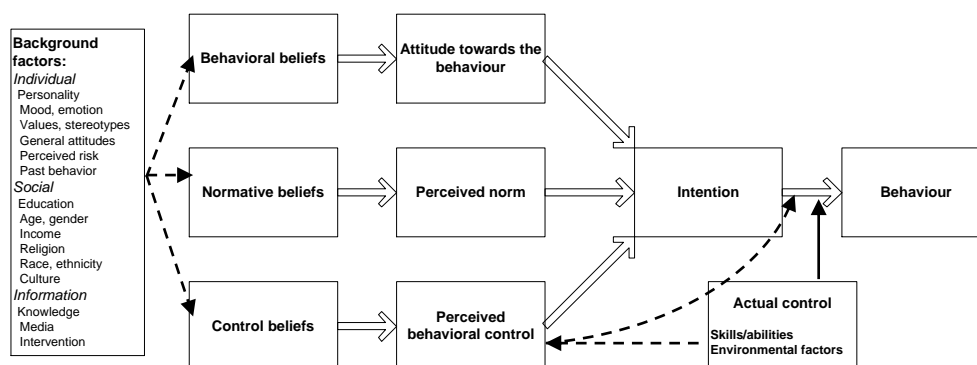 Background
factors:
Individual
Personality
Mood, emotion
Values, stereotypes
General attitudes
Perceived risk
Past behavior
Social
Education
Age, gender
Income
Religion
Race, ethnicity
Culture
Information
Knowledge
Media
Intervention
Behavioral beliefs
Attitude towards the
behaviour
Normative beliefs
Perceived norm
Intention
Behaviour
Control beliefs
Perceived
behavioral control
Actual control
Skills/abilities
Environmental factors